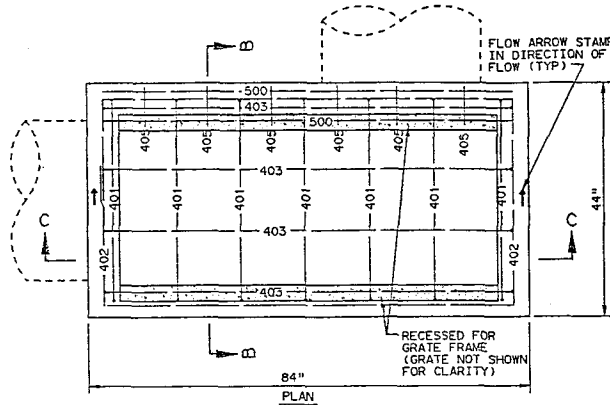 B
FLOW ARROW STAMP
IN DIRECTION OF
FLOW (TYP)
500
403
500
405 405 405 405 405 405
403
401 401 401 401 401 401 401
44"
C
C
403
402
402
403
RECESSED FOR
GRATE FRAME
(GRATE NOT SHOWN
FOR CLARITY)
B
84"
PLAN